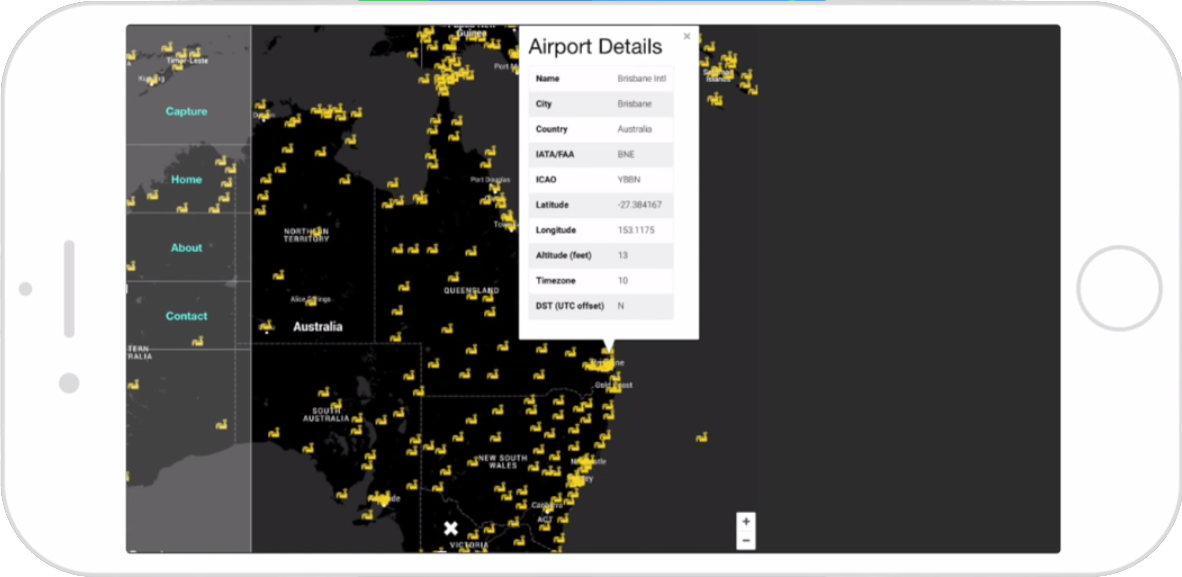 Guinea
Timor-Leste
Capture
Home
About
Contact
Port Douglas
NORTHERN
TERRITORY
QUEENSLAND
Alice Springs
Australia
SOUTH
AUSTRALIA
NEW SOUTH
WALES
ACT
VICTORIA
Gold Coast
Airport Details
×
Name Brisbane Intl
City Brisbane
Country Australia
IATA/FAA BNE
ICAO YBBN
Latitude -27.384167
Longitude 153.1175
Altitude (feet) 13
Timezone 10
DST (UTC offset) N
+
−